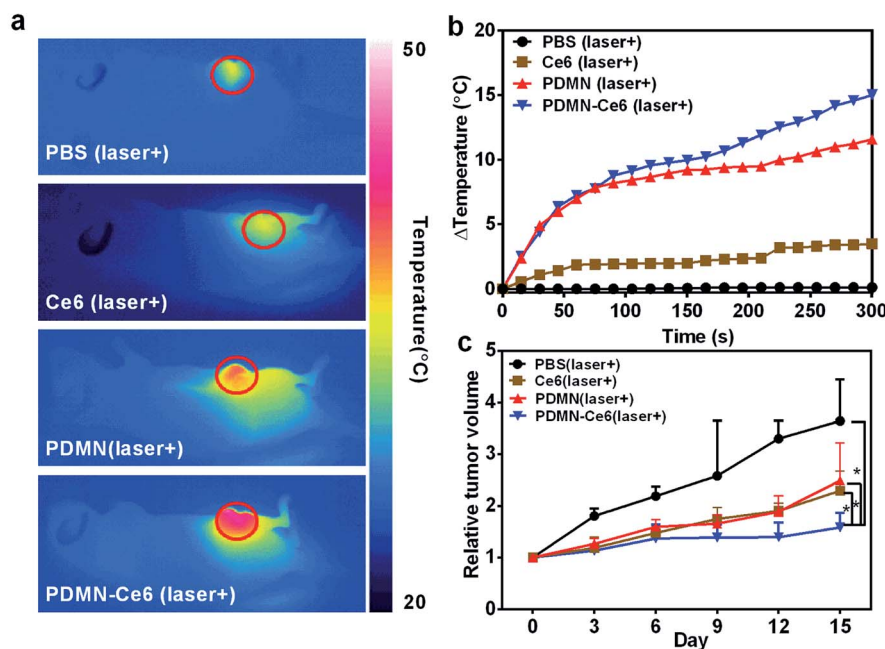 a
PBS (laser+)
Ce6 (laser+)
PDMN(laser+)
PDMN-Ce6 (laser+)
50
Temperature(°C)
20
b
PBS (laser+)
Ce6 (laser+)
PDMN (laser+)
PDMN-Ce6 (laser+)
ΔTemperature (°C)
20
15
10
5
0
0 50 100 150 200 250 300
Time (s)
c
PBS(laser+)
Ce6(laser+)
PDMN(laser+)
PDMN-Ce6(laser+)
Relative tumor volume
5
4
3
2
1
0
* * *
0 3 6 9 12 15
Day